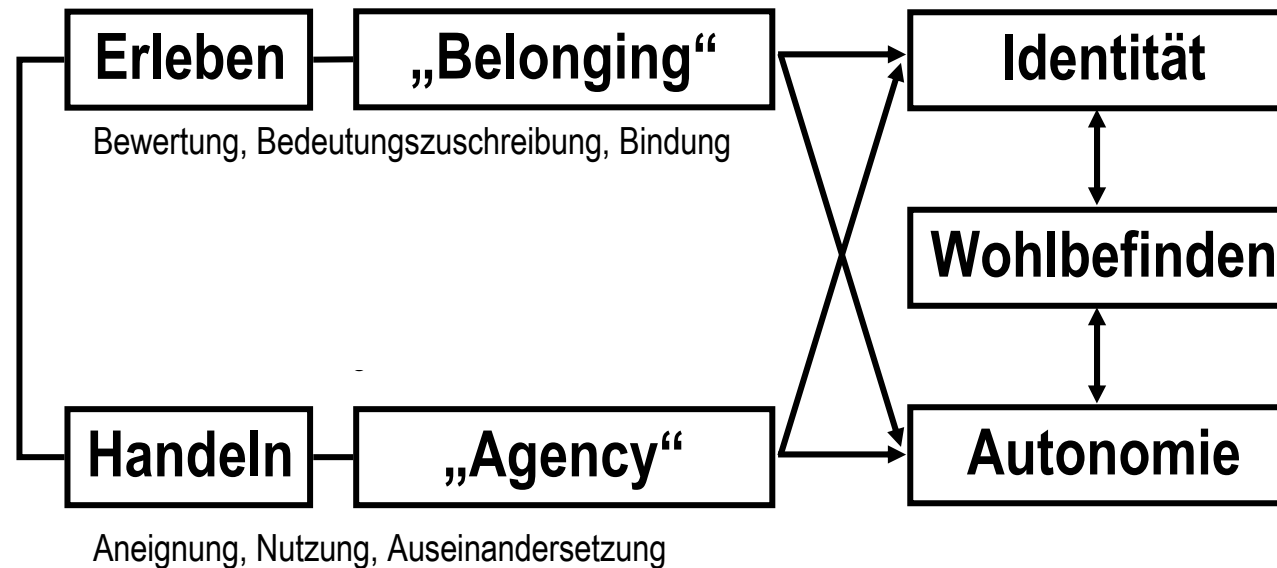 Erleben
„Belonging“
Identität
Bewertung, Bedeutungszuschreibung, Bindung
Wohlbefinden
Handeln
„Agency“
Autonomie
Aneignung, Nutzung, Auseinandersetzung